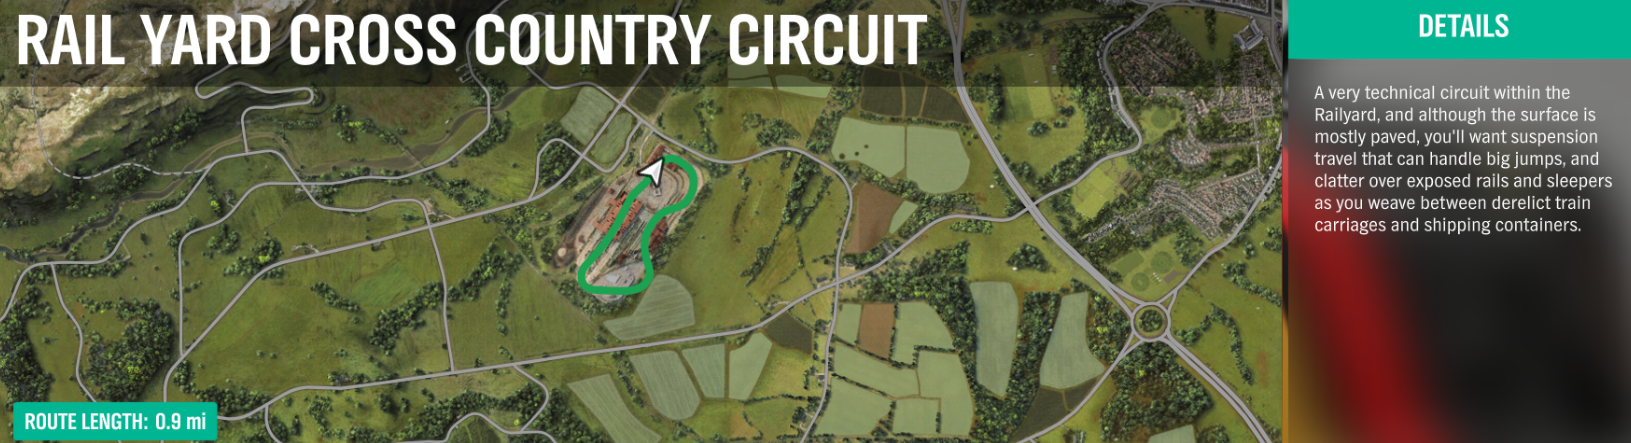 RAIL YARD CROSS COUNTRY CIRCUIT
DETAILS
A very technical circuit within the
Railyard, and although the surface is
mostly paved, you'll want suspension
travel that can handle big jumps, and
clatter over exposed rails and sleepers
as you weave between derelict train
carriages and shipping containers.
ROUTE LENGTH: 0.9 mi